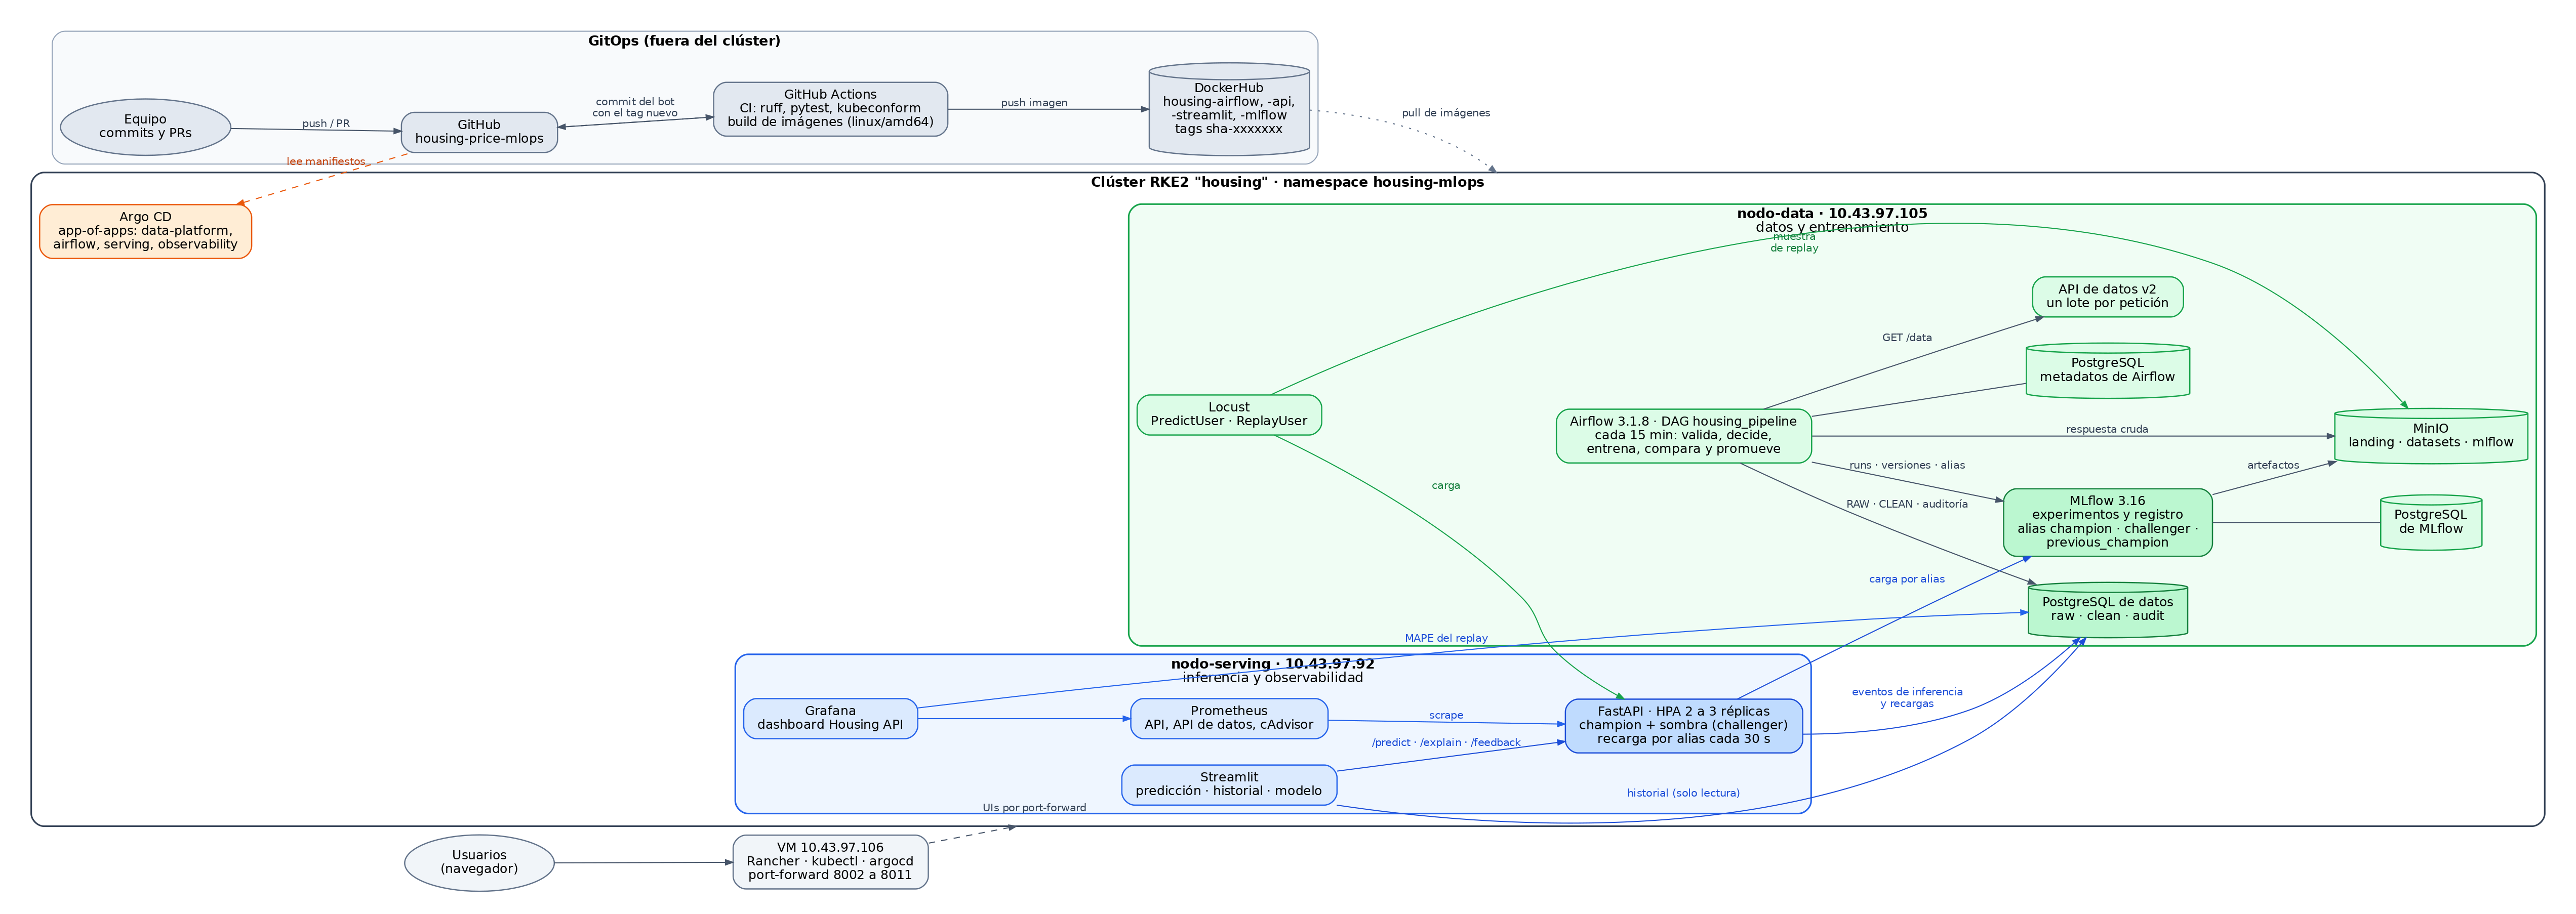 GitOps (fuera del clúster)
Equipo
commits y PRs
push / PR
GitHub
housing-price-mlops
commit del bot
con el tag nuevo
GitHub Actions
CI: ruff, pytest, kubeconform
build de imágenes (linux/amd64)
push imagen
DockerHub
housing-airflow, -api,
-streamlit, -mlflow
tags sha-xxxxxxx
pull de imágenes
lee manifiestos
Clúster RKE2 "housing" · namespace housing-mlops
Argo CD
app-of-apps: data-platform,
airflow, serving, observability
nodo-data · 10.43.97.105
datos y entrenamiento
muestra
de replay
API de datos v2
un lote por petición
GET /data
PostgreSQL
metadatos de Airflow
Locust
PredictUser · ReplayUser
Airflow 3.1.8 · DAG housing_pipeline
cada 15 min: valida, decide,
entrena, compara y promueve
respuesta cruda
MinIO
landing · datasets · mlflow
runs · versiones · alias
artefactos
carga
RAW · CLEAN · auditoría
MLflow 3.16
experimentos y registro
alias champion · challenger ·
previous_champion
PostgreSQL
de MLflow
carga por alias
PostgreSQL de datos
raw · clean · audit
MAPE del replay
nodo-serving · 10.43.97.92
inferencia y observabilidad
Grafana
dashboard Housing API
Prometheus
API, API de datos, cAdvisor
scrape
FastAPI · HPA 2 a 3 réplicas
champion + sombra (challenger)
recarga por alias cada 30 s
eventos de inferencia
y recargas
/predict · /explain · /feedback
Streamlit
predicción · historial · modelo
historial (solo lectura)
UIs por port-forward
Usuarios
(navegador)
VM 10.43.97.106
Rancher · kubectl · argocd
port-forward 8002 a 8011